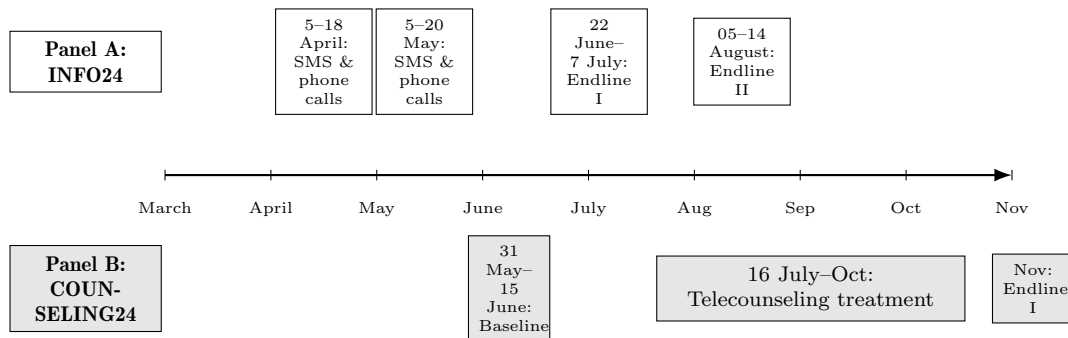 Panel A:
INFO24
5–18
April:
SMS &
phone
calls
5–20
May:
SMS &
phone
calls
22
June–
7 July:
Endline
I
05–14
August:
Endline
II
March
April
May
June
July
Aug
Sep
Oct
Nov
Panel B:
COUN-
SELING24
31
May–
15
June:
Baseline
16 July–Oct:
Telecounseling treatment
Nov:
Endline
I